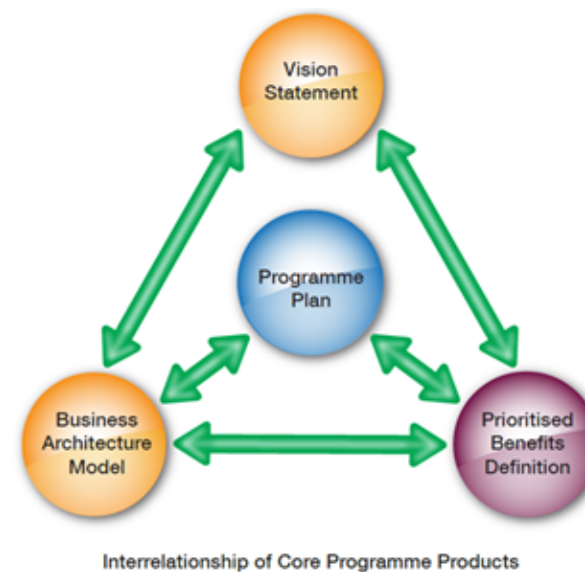 Vision
Statement
Programme
Plan
Business
Architecture
Model
Prioritised
Benefits
Definition
Interrelationship of Core Programme Products